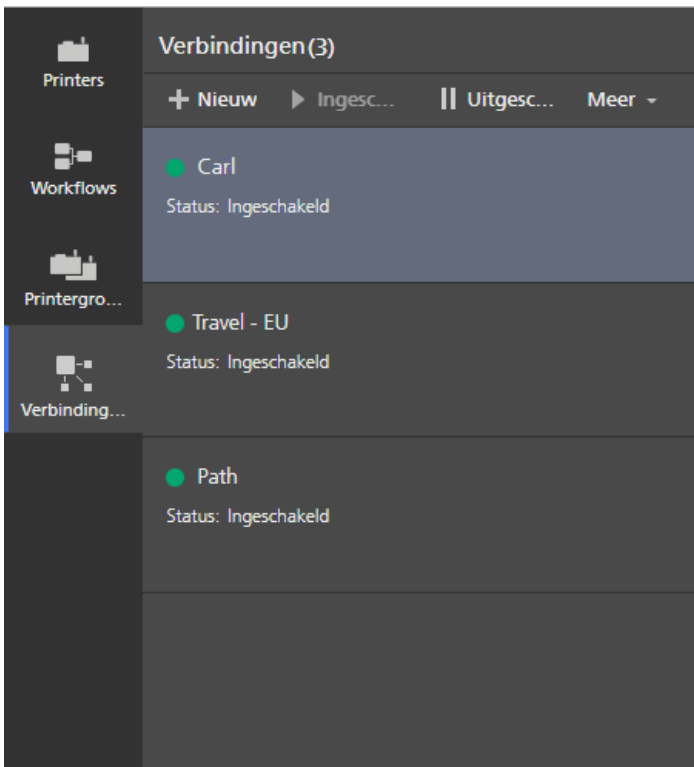 Printers
Workflows
Printergro...
Verbinding...
Verbindingen (3)
Nieuw Ingesc... Uitgesc... Meer
Carl
Status: Ingeschakeld
Travel - EU
Status: Ingeschakeld
Path
Status: Ingeschakeld